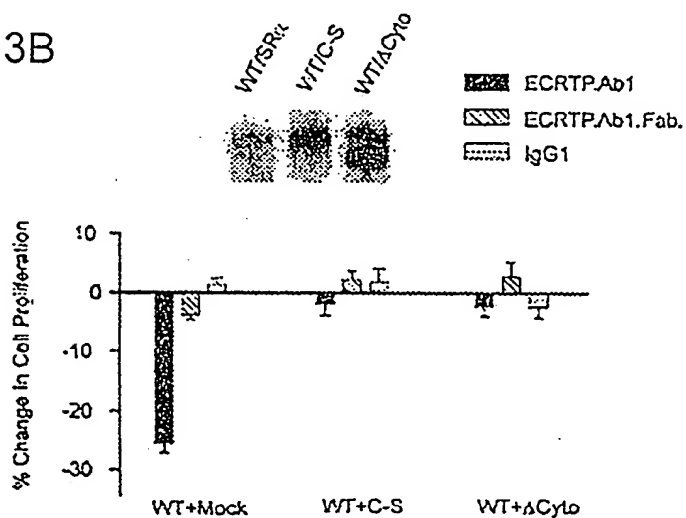 3B
WT/SRα
WT/C-S
WT/ΔCyto
ECRTP.Ab1
ECRTP.Ab1.Fab.
IgG1
% Change in Cell Proliferation
10
0
-10
-20
-30
WT+Mock
WT+C-S
WT+ΔCyto